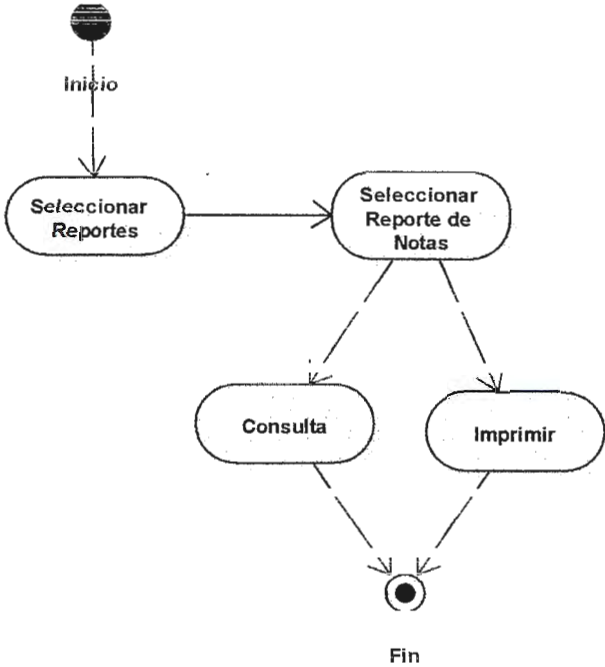 Inicio
Seleccionar
Reportes
Seleccionar
Reporte de
Notas
Consulta
Imprimir
Fin